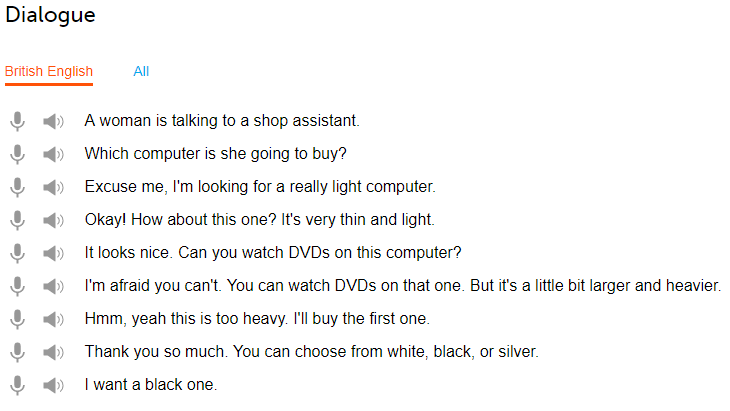 Dialogue
British English All
A woman is talking to a shop assistant.
Which computer is she going to buy?
Excuse me, I'm looking for a really light computer.
Okay! How about this one? It's very thin and light.
It looks nice. Can you watch DVDs on this computer?
I'm afraid you can't. You can watch DVDs on that one. But it's a little bit larger and heavier.
Hmm, yeah this is too heavy. I'll buy the first one.
Thank you so much. You can choose from white, black, or silver.
I want a black one.